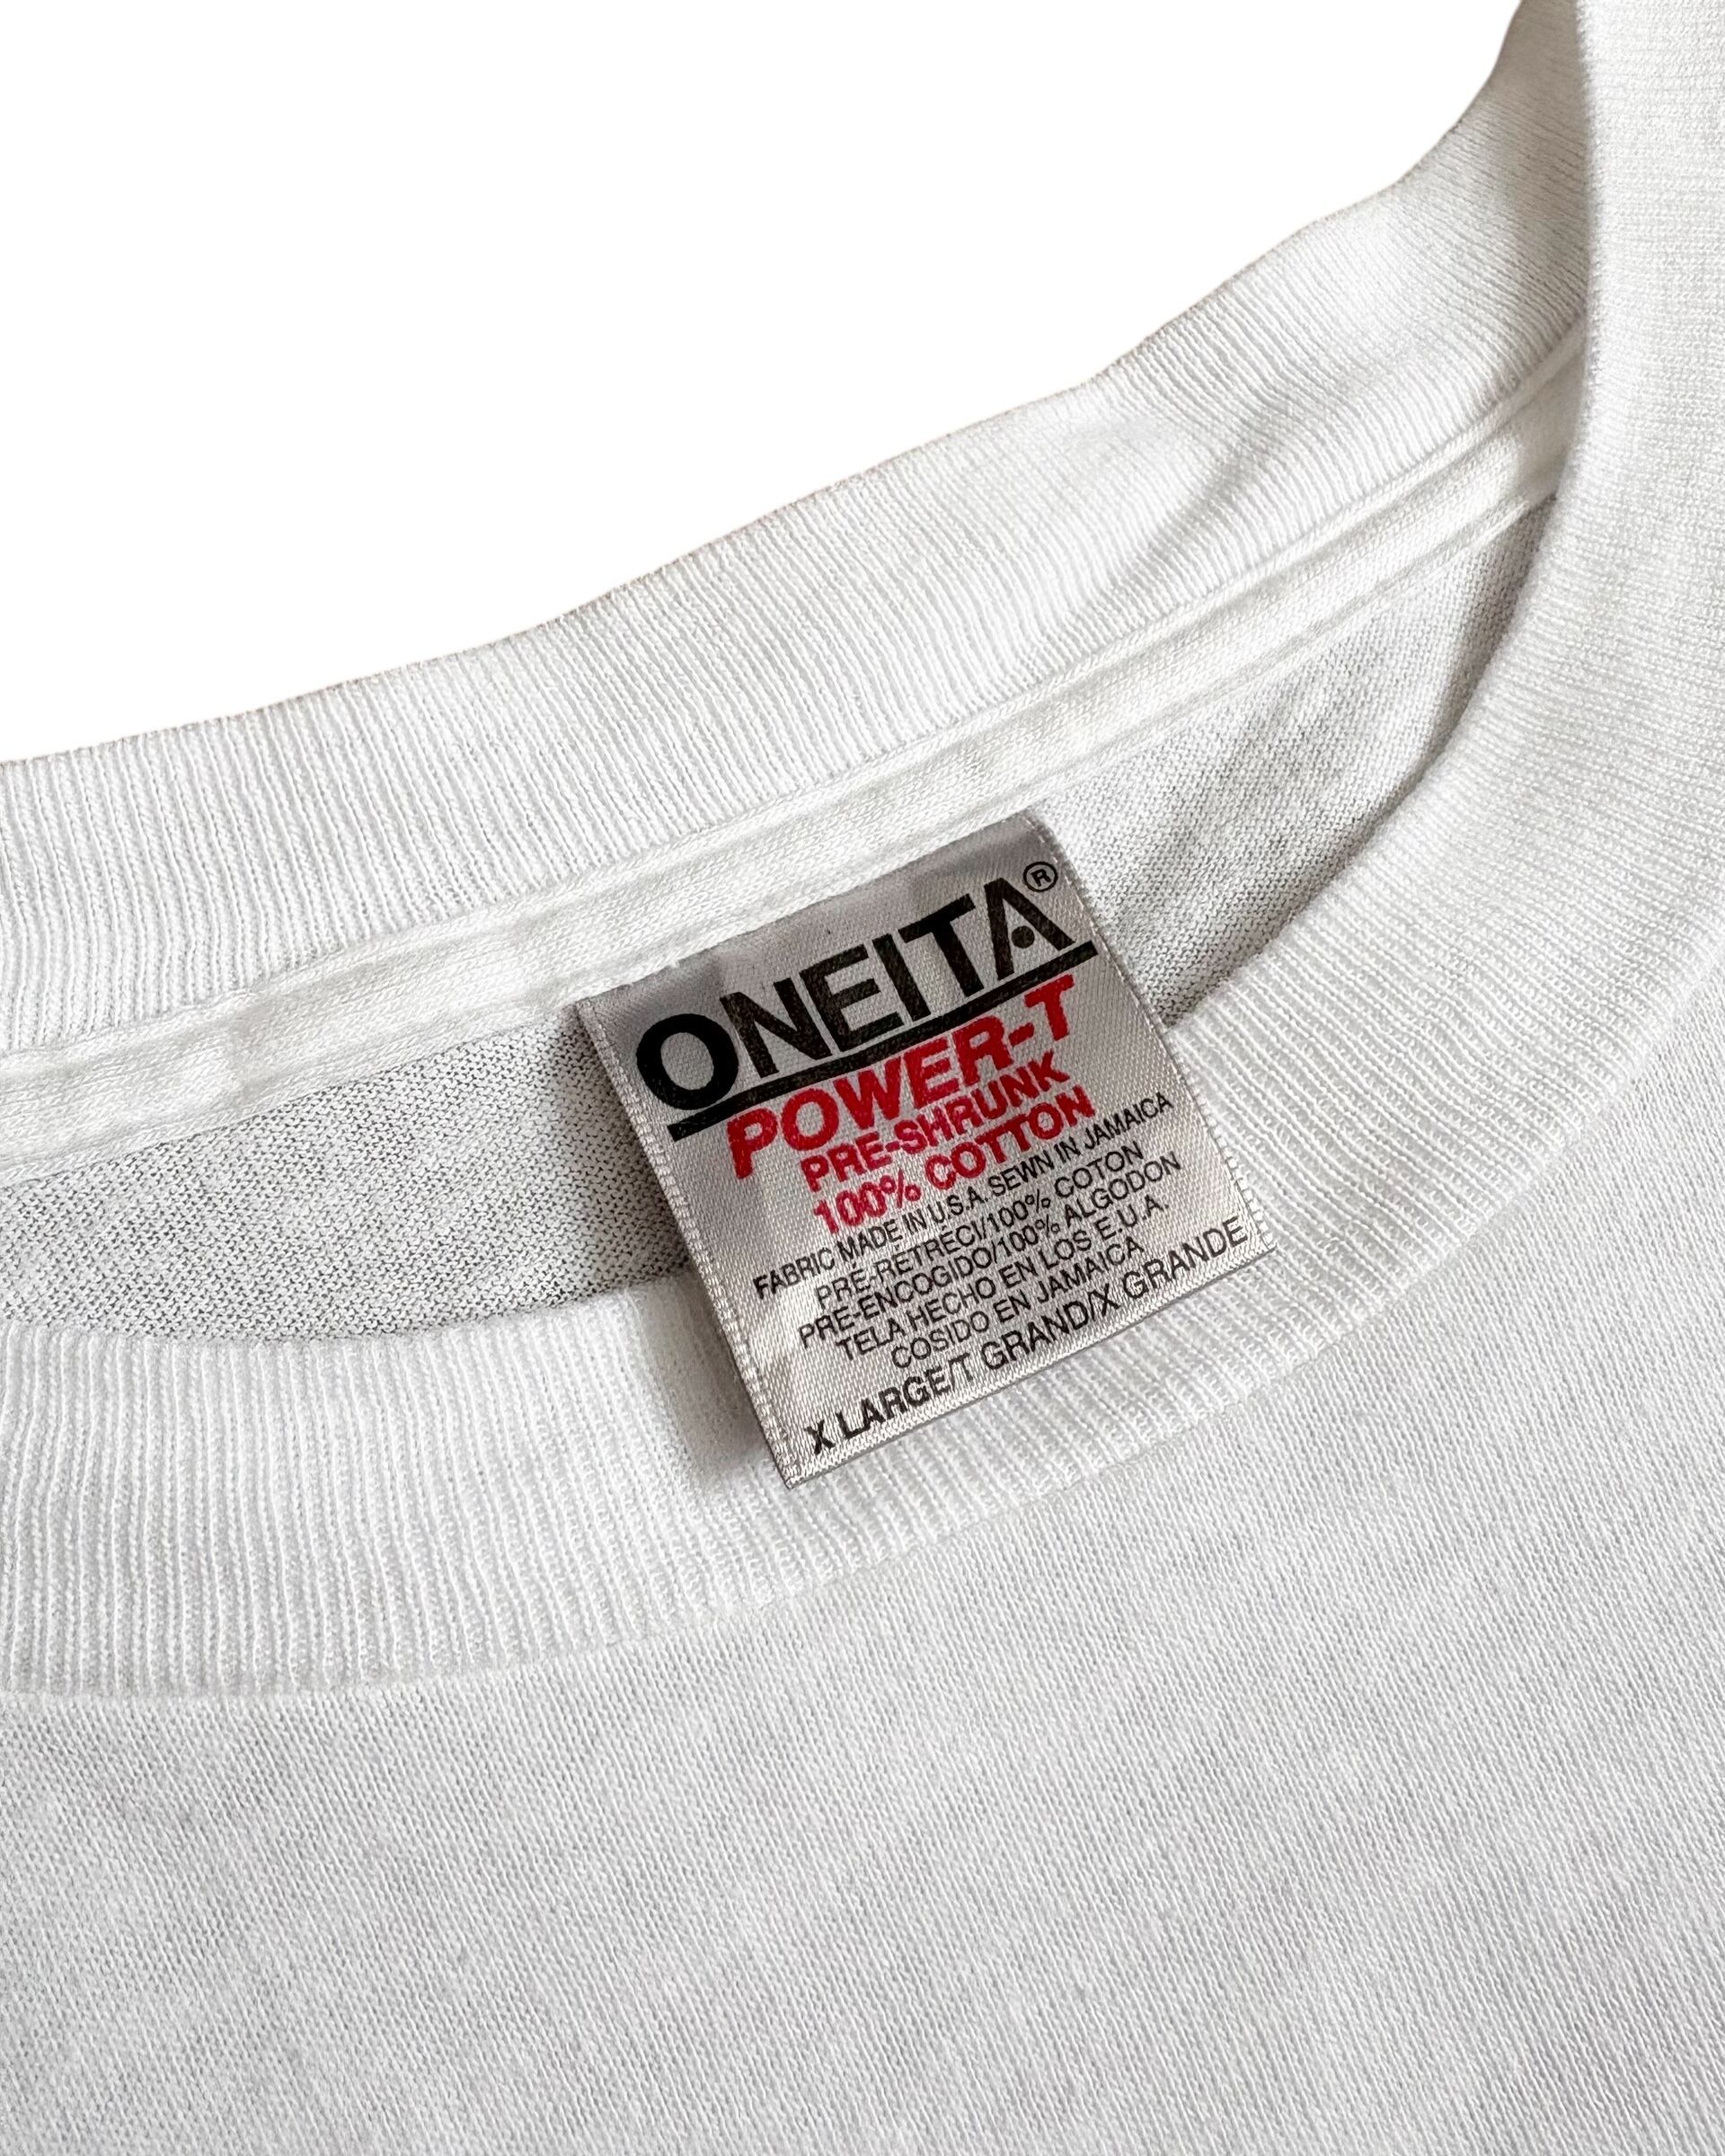 ONEITA®
POWER-T
PRE-SHRUNK
100% COTTON
FABRIC MADE IN U.S.A. SEWN IN JAMAICA
PRÉ-RETRÉCI/100% COTON
PRE-ENCOGIDO/100% ALGODON
TELA HECHO EN LOS E.U.A.
COSIDO EN JAMAICA
X LARGE/T GRAND/X GRANDE